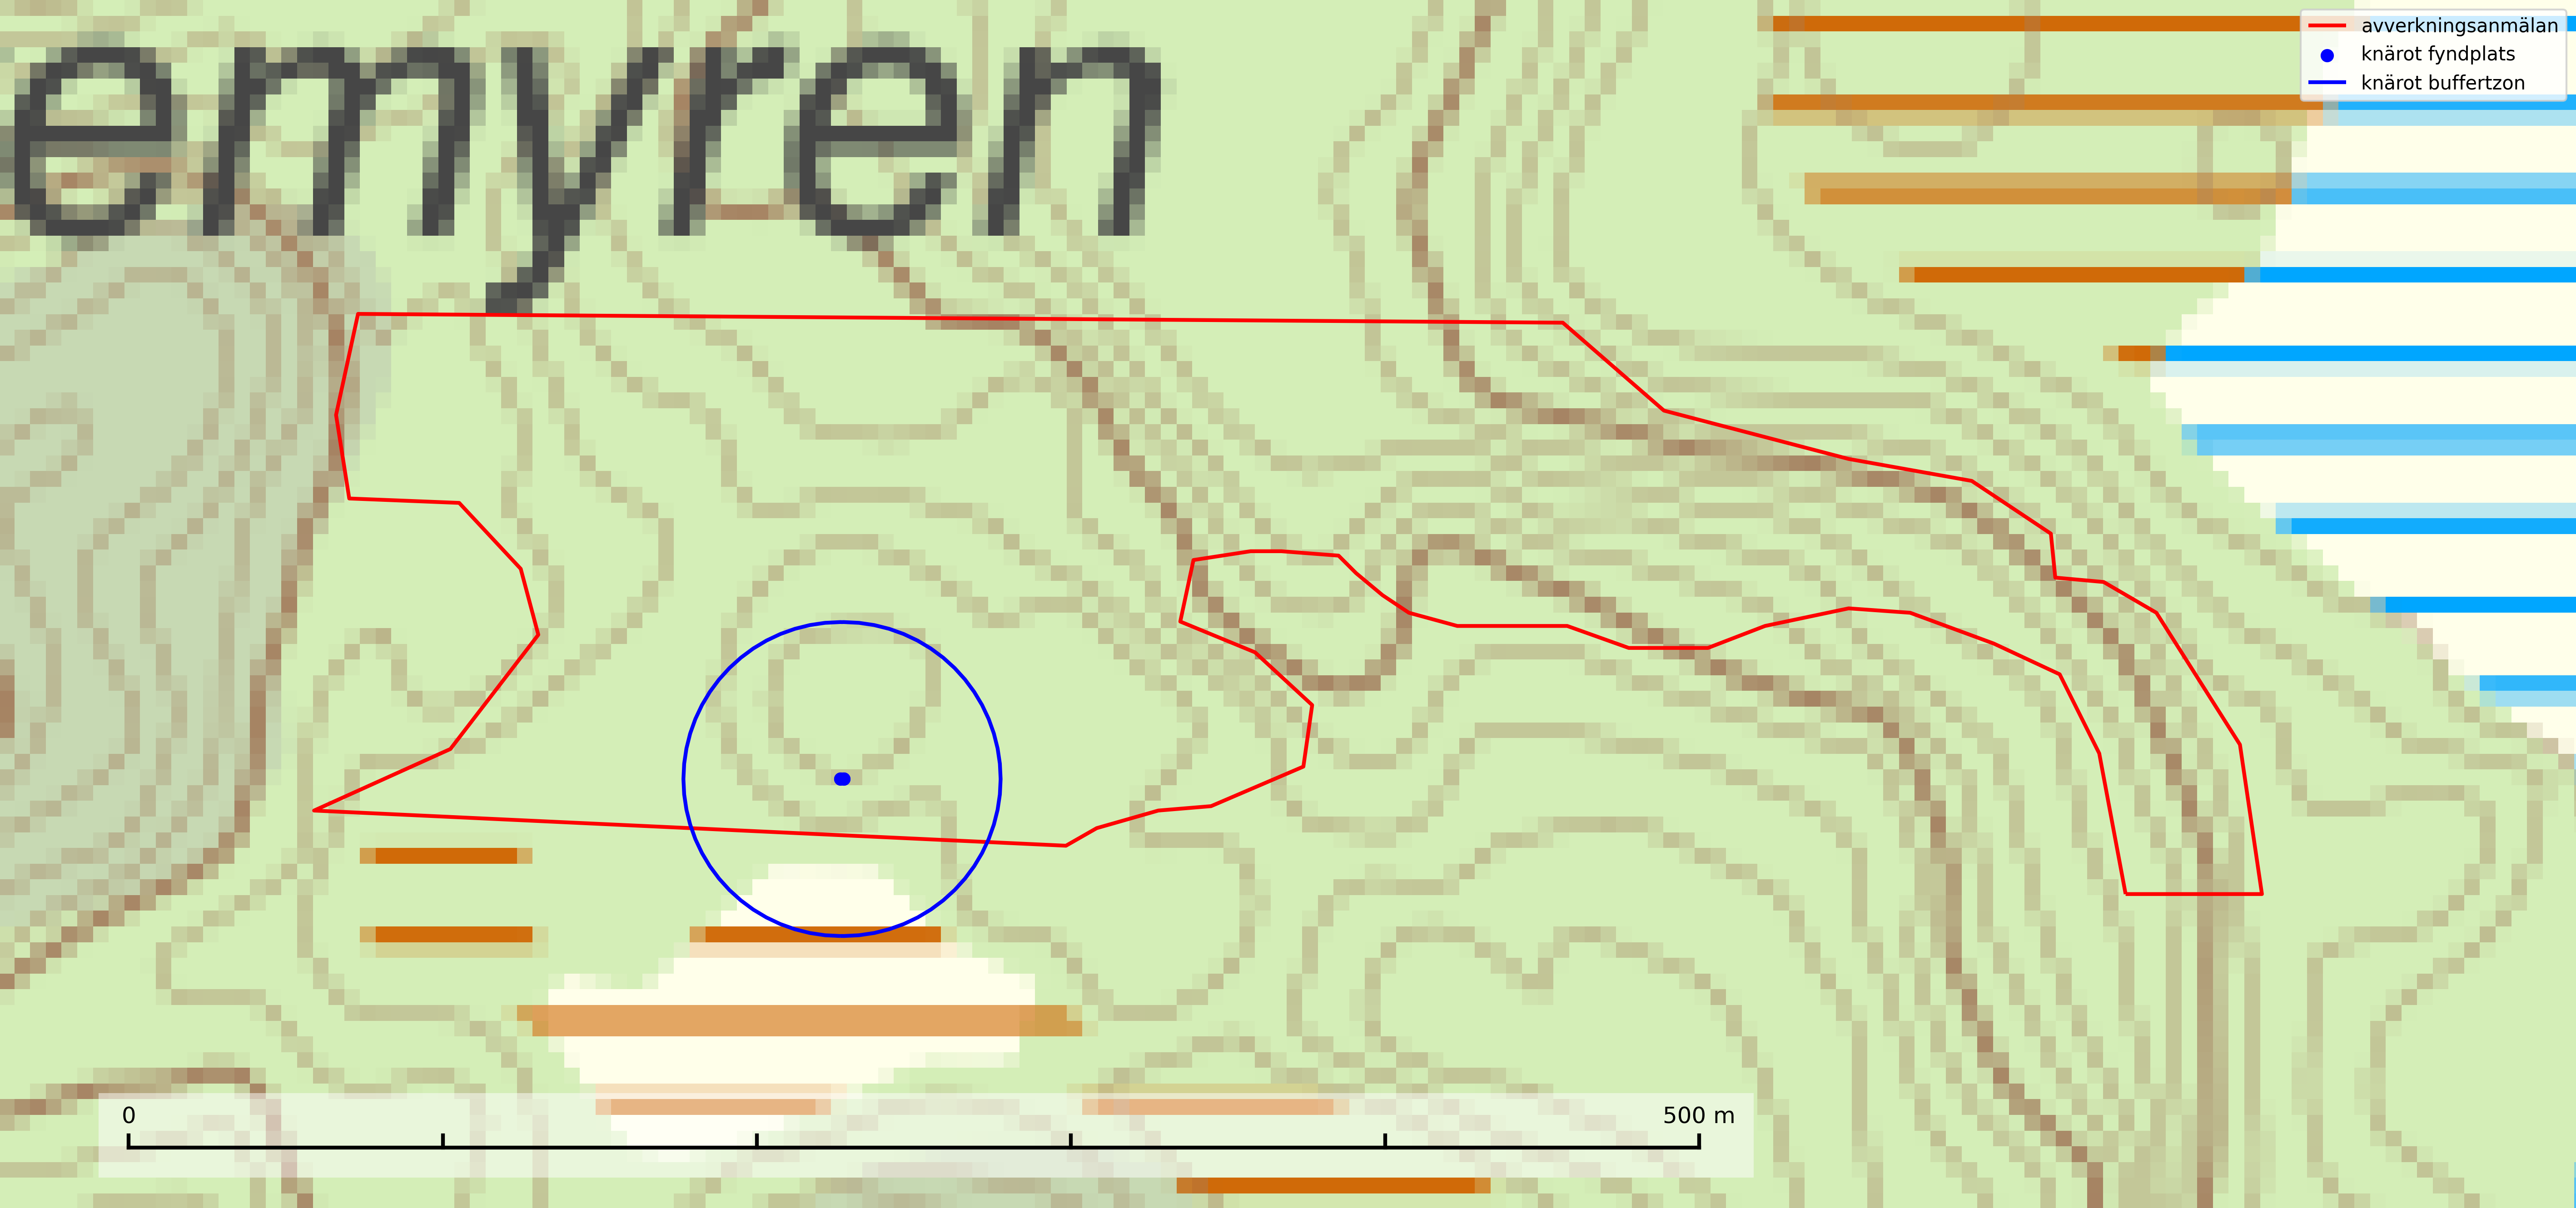 emyren
avverkningsanmälan
knärot fyndplats
knärot buffertzon
0 500 m